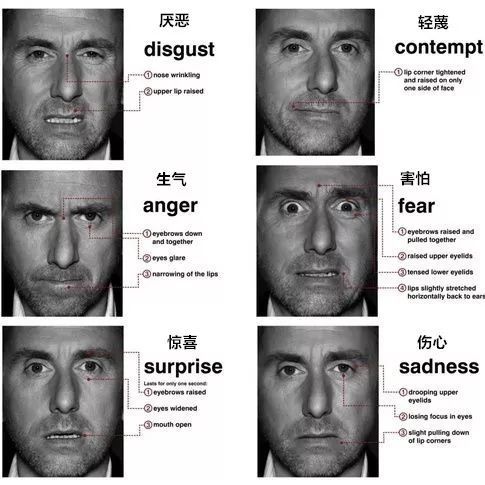 厌恶
disgust
① nose wrinkling
② upper lip raised
轻蔑
contempt
① lip corner tightened
and raised on only
one side of face
生气
anger
① eyebrows down
and together
② eyes glare
③ narrowing of the lips
害怕
fear
① eyebrows raised and
pulled together
② raised upper eyelids
③ tensed lower eyelids
④ lips slightly stretched
horizontally back to ears
惊喜
surprise
Lasts for only one second:
① eyebrows raised
② eyes widened
③ mouth open
伤心
sadness
① drooping upper
eyelids
② losing focus in eyes
③ slight pulling down
of lip corners